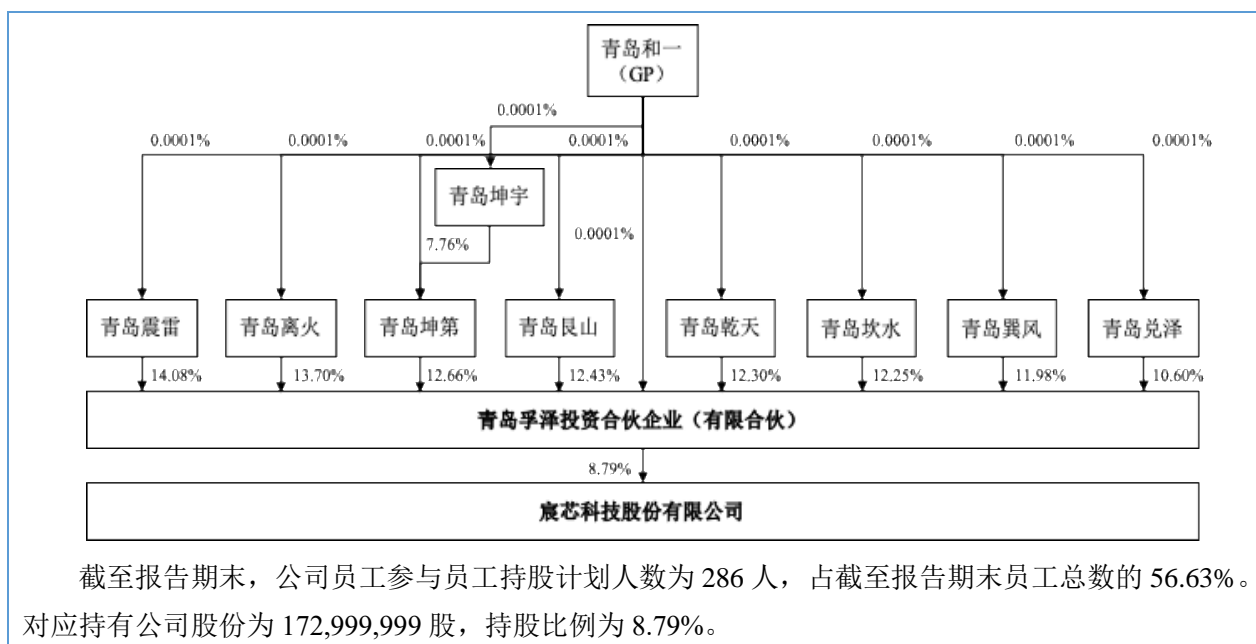 青岛和一
（GP）
0.0001%
0.0001%
0.0001%
0.0001%
0.0001%
0.0001%
0.0001%
0.0001%
0.0001%
青岛坤宇
0.0001%
7.76%
青岛震雷
青岛离火
青岛坤第
青岛艮山
青岛乾天
青岛坎水
青岛巽风
青岛兑泽
14.08%
13.70%
12.66%
12.43%
12.30%
12.25%
11.98%
10.60%
青岛孚泽投资合伙企业（有限合伙）
8.79%
宸芯科技股份有限公司
截至报告期末，公司员工参与员工持股计划人数为 286 人，占截至报告期末员工总数的 56.63%。
对应持有公司股份为 172,999,999 股，持股比例为 8.79%。